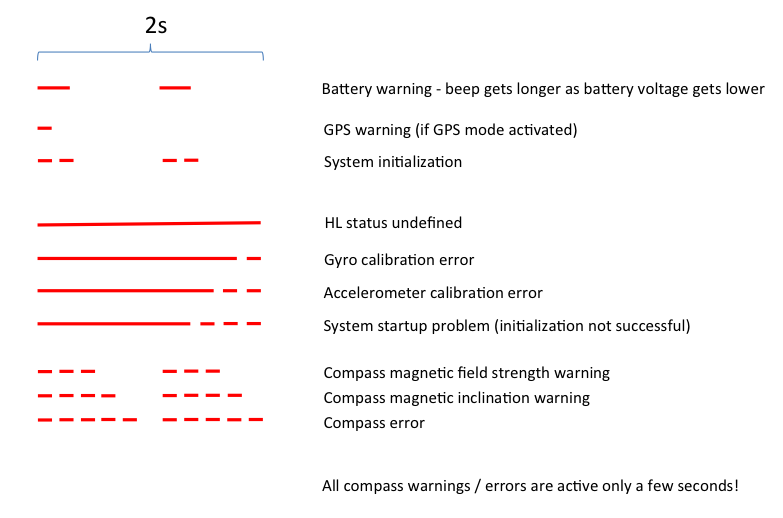 2s
Battery warning - beep gets longer as battery voltage gets lower
GPS warning (if GPS mode activated)
System initialization
HL status undefined
Gyro calibration error
Accelerometer calibration error
System startup problem (initialization not successful)
Compass magnetic field strength warning
Compass magnetic inclination warning
Compass error
All compass warnings / errors are active only a few seconds!